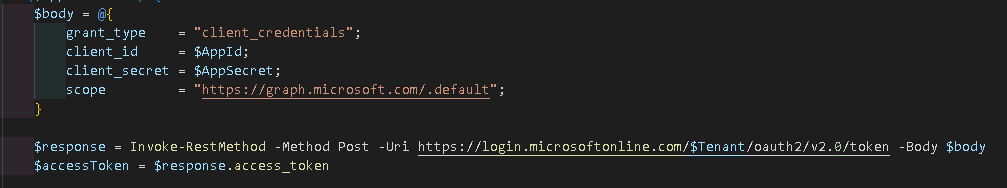 $body = @{
grant_type = "client_credentials";
client_id = $AppId;
client_secret = $AppSecret;
scope = "https://graph.microsoft.com/.default";
}
$response = Invoke-RestMethod -Method Post -Uri https://login.microsoftonline.com/$Tenant/oauth2/v2.0/token -Body $body
$accessToken = $response.access_token